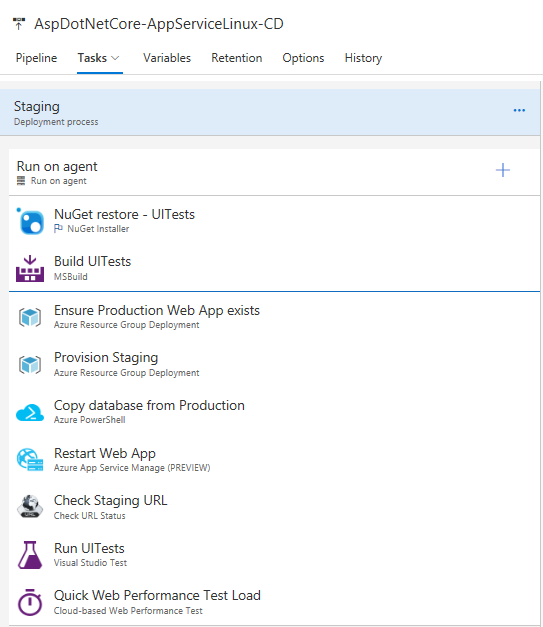 AspDotNetCore-AppServiceLinux-CD
Pipeline Tasks Variables Retention Options History
Staging
Deployment process
Run on agent
Run on agent
NuGet restore - UITests
NuGet Installer
Build UITests
MSBuild
Ensure Production Web App exists
Azure Resource Group Deployment
Provision Staging
Azure Resource Group Deployment
Copy database from Production
Azure PowerShell
Restart Web App
Azure App Service Manage (PREVIEW)
Check Staging URL
Check URL Status
Run UITests
Visual Studio Test
Quick Web Performance Test Load
Cloud-based Web Performance Test